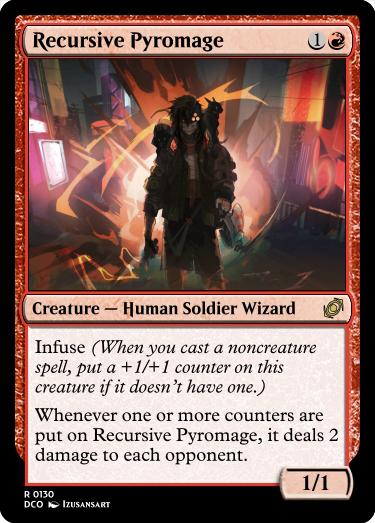 Recursive Pyromage 1
Creature — Human Soldier Wizard
Infuse (When you cast a noncreature
spell, put a +1/+1 counter on this
creature if it doesn't have one.)
Whenever one or more counters are
put on Recursive Pyromage, it deals 2
damage to each opponent.
1/1
R 0130
DCO Izusansart